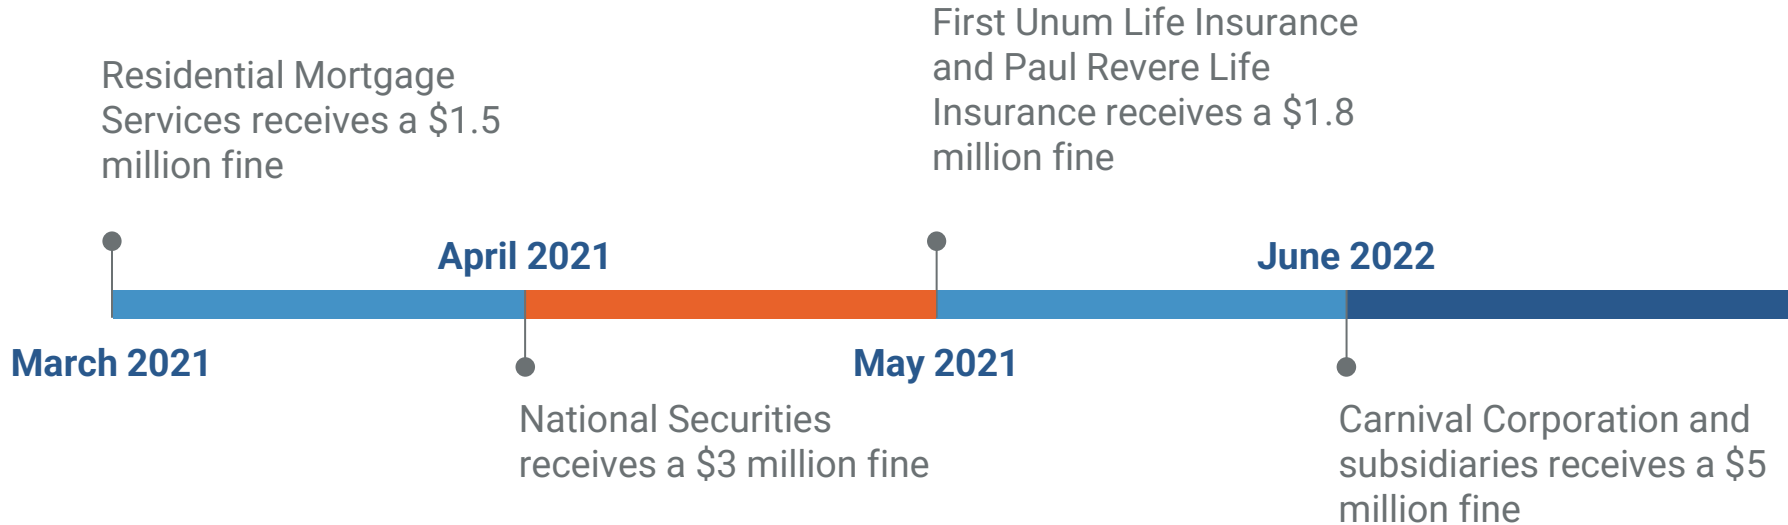 March 2021
Residential Mortgage
Services receives a $1.5
million fine
April 2021
National Securities
receives a $3 million fine
May 2021
First Unum Life Insurance
and Paul Revere Life
Insurance receives a $1.8
million fine
June 2022
Carnival Corporation and
subsidiaries receives a $5
million fine